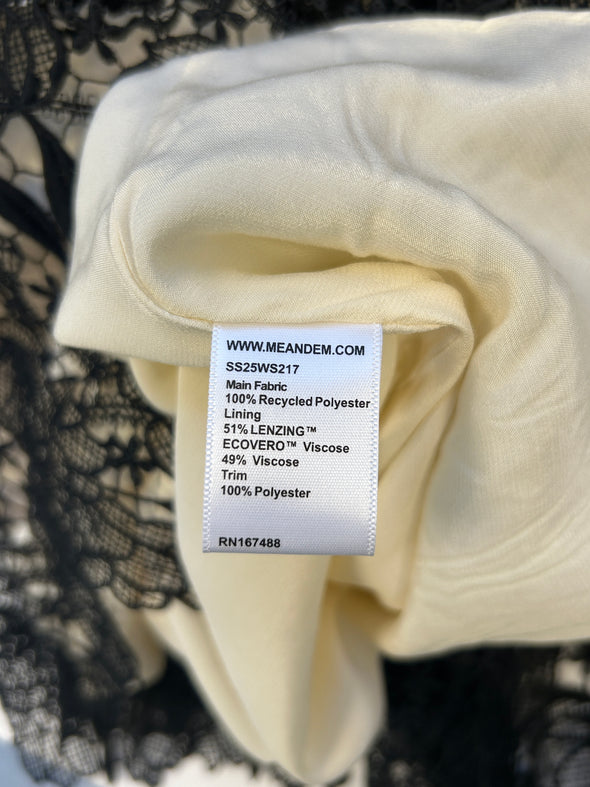 WWW.MEANDEM.COM
SS25WS217
Main Fabric
100% Recycled Polyester
Lining
51% LENZING™
ECOVERO™ Viscose
49% Viscose
Trim
100% Polyester
RN167488